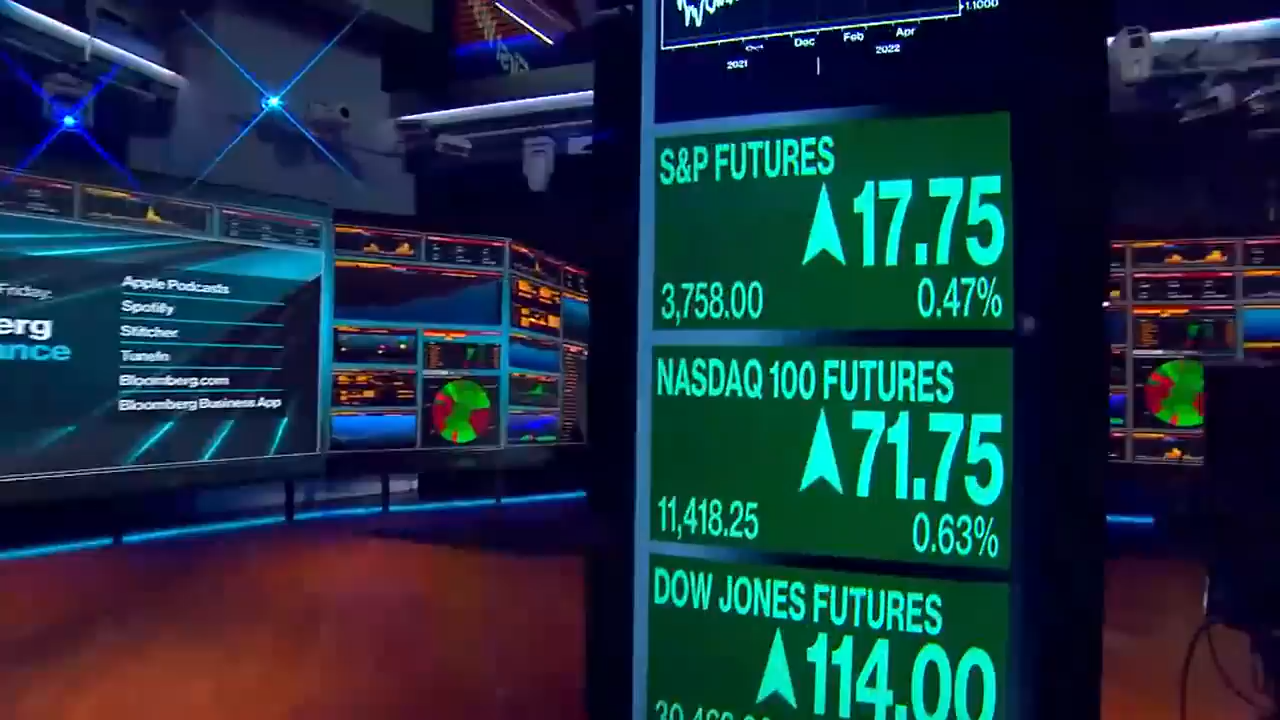 1.1000
Oct
Dec
Feb
Apr
2021
2022
S&P FUTURES
17.75
3,758.00
0.47%
NASDAQ 100 FUTURES
71.75
11,418.25
0.63%
DOW JONES FUTURES
114.00
Friday.
erg
ance
Apple Podcasts
Spotify
Stitcher
TuneIn
Bloomberg.com
Bloomberg Business App